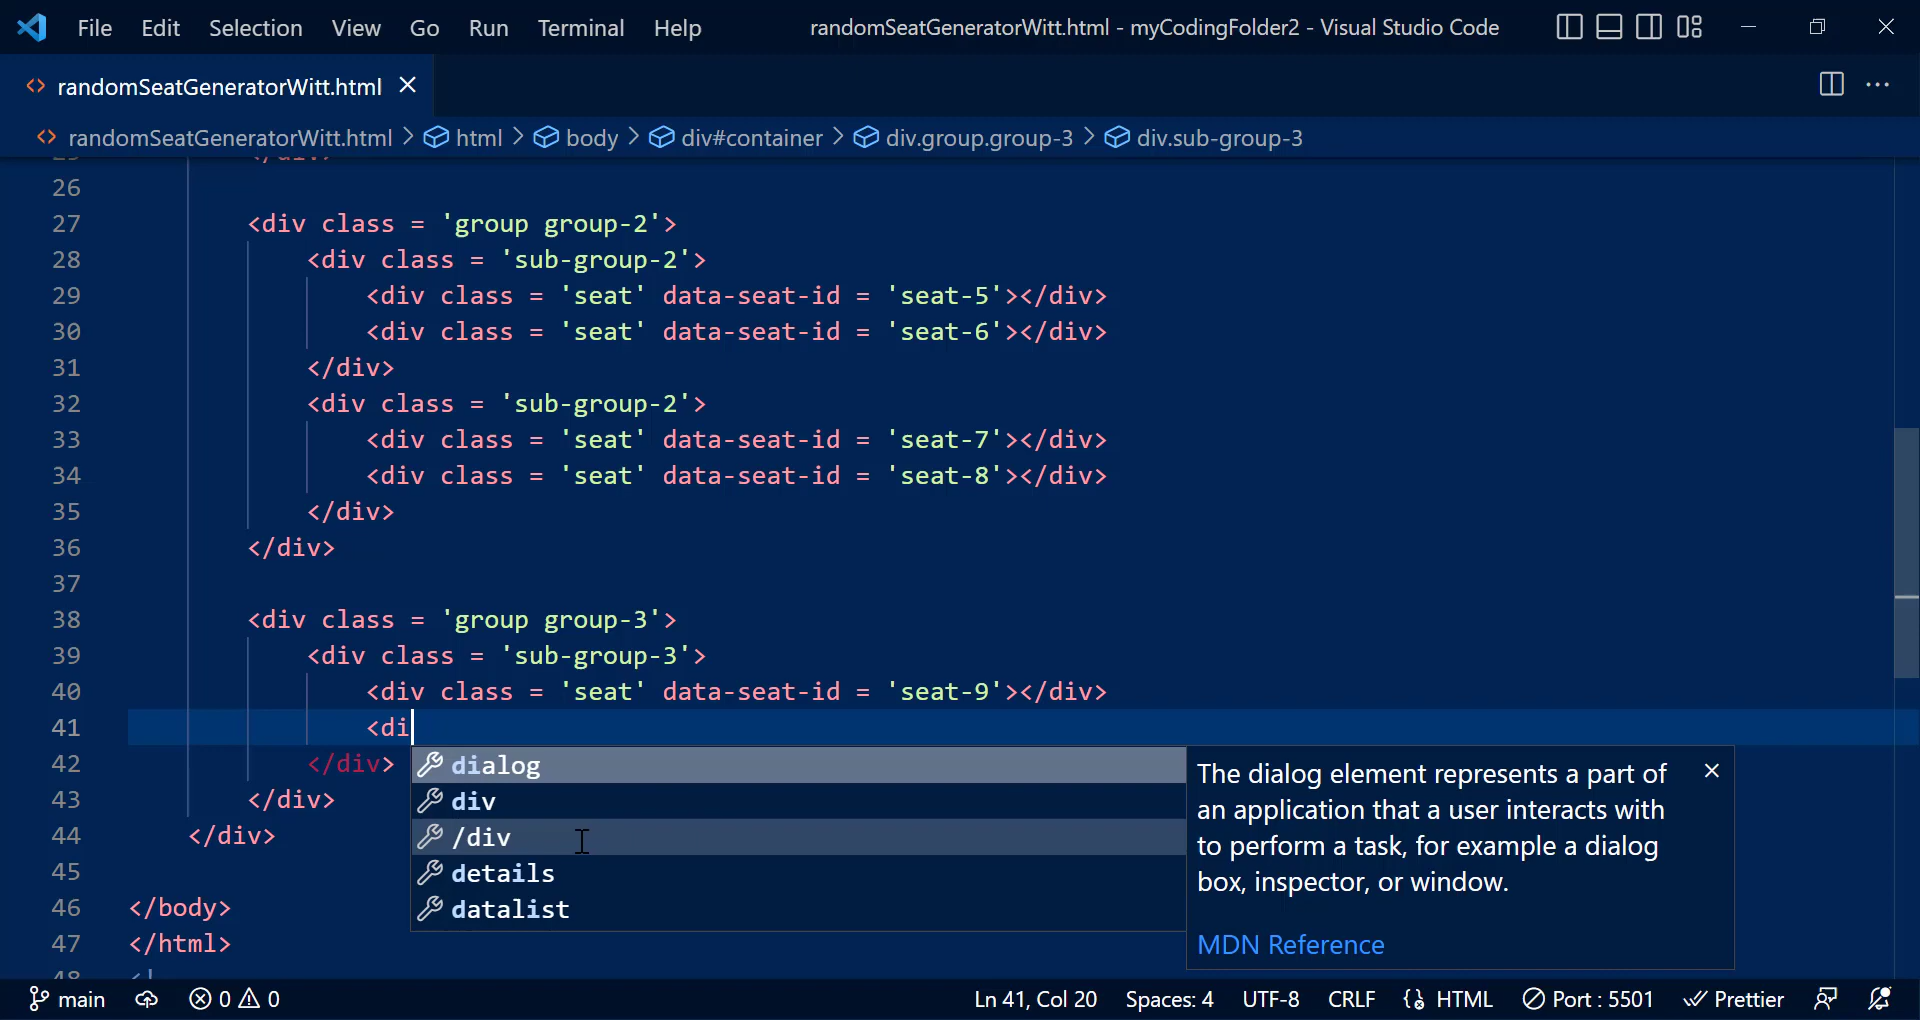 File Edit Selection View Go Run Terminal Help randomSeatGeneratorWitt.html - myCodingFolder2 - Visual Studio Code
<> randomSeatGeneratorWitt.html ×
<> randomSeatGeneratorWitt.html > html > body > div#container > div.group.group-3 > div.sub-group-3
25 </div>
26
27 <div class = 'group group-2'>
28 <div class = 'sub-group-2'>
29 <div class = 'seat' data-seat-id = 'seat-5'></div>
30 <div class = 'seat' data-seat-id = 'seat-6'></div>
31 </div>
32 <div class = 'sub-group-2'>
33 <div class = 'seat' data-seat-id = 'seat-7'></div>
34 <div class = 'seat' data-seat-id = 'seat-8'></div>
35 </div>
36 </div>
37
38 <div class = 'group group-3'>
39 <div class = 'sub-group-3'>
40 <div class = 'seat' data-seat-id = 'seat-9'></div>
41 <di
42 </div>
43 </div>
44 </div>
45
46 </body>
47 </html>
48 <!
dialog
div
/div
details
datalist
The dialog element represents a part of
an application that a user interacts with
to perform a task, for example a dialog
box, inspector, or window.
MDN Reference
main 0 0 Ln 41, Col 20 Spaces: 4 UTF-8 CRLF HTML Port : 5501 Prettier